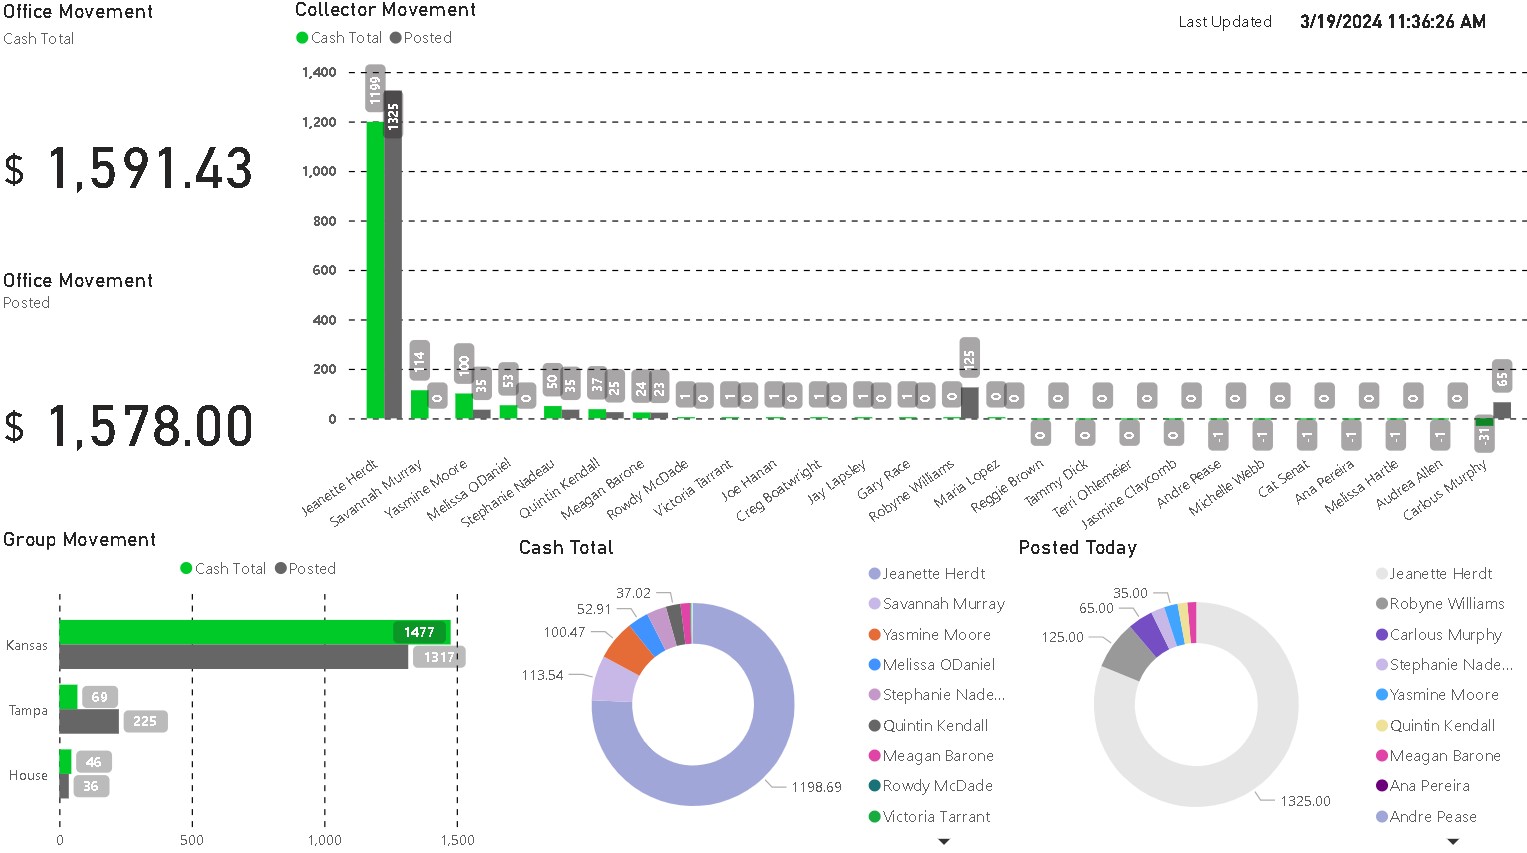 Office Movement
Cash Total
$ 1,591.43
Office Movement
Posted
$ 1,578.00
Collector Movement
Cash Total Posted
Last Updated 3/19/2024 11:36:26 AM
1,400
1,200
1,000
800
600
400
200
0
1199 1325
114 0
100 35
53 0
50 35
37 25
24 23
1 0
1 0
1 0
1 0
1 0
1 0
0 125
0 0
0 0
0 0
0 0
0 0
-1 0
-1 0
-1 0
-1 0
-1 0
-1 0
-31 65
Jeanette Herdt
Savannah Murray
Yasmine Moore
Melissa ODaniel
Stephanie Nadeau
Quintin Kendall
Meagan Barone
Rowdy McDade
Victoria Tarrant
Joe Hanan
Creg Boatwright
Jay Lapsley
Gary Race
Robyne Williams
Maria Lopez
Reggie Brown
Tammy Dick
Terri Ohlemeier
Jasmine Claycomb
Andre Pease
Michelle Webb
Cat Senat
Ana Pereira
Melissa Hartle
Audrea Allen
Carlous Murphy
Group Movement
Cash Total Posted
Kansas 1477
1317
Tampa 69
225
House 46
36
0 500 1,000 1,500
Cash Total
37.02
52.91
100.47
113.54
1198.69
Jeanette Herdt
Savannah Murray
Yasmine Moore
Melissa ODaniel
Stephanie Nade...
Quintin Kendall
Meagan Barone
Rowdy McDade
Victoria Tarrant
Posted Today
35.00
65.00
125.00
1325.00
Jeanette Herdt
Robyne Williams
Carlous Murphy
Stephanie Nade...
Yasmine Moore
Quintin Kendall
Meagan Barone
Ana Pereira
Andre Pease